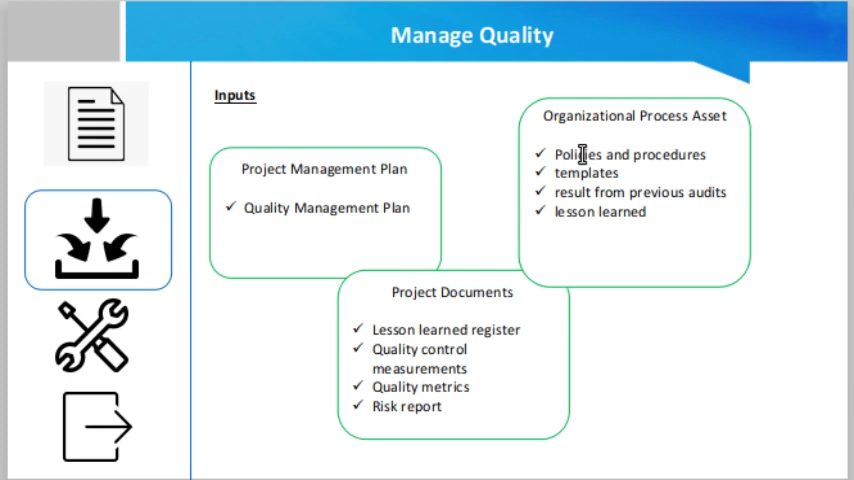 Manage Quality
Inputs
Project Management Plan
✓ Quality Management Plan
Organizational Process Asset
✓ Policies and procedures
✓ templates
✓ result from previous audits
✓ lesson learned
Project Documents
✓ Lesson learned register
✓ Quality control
measurements
✓ Quality metrics
✓ Risk report